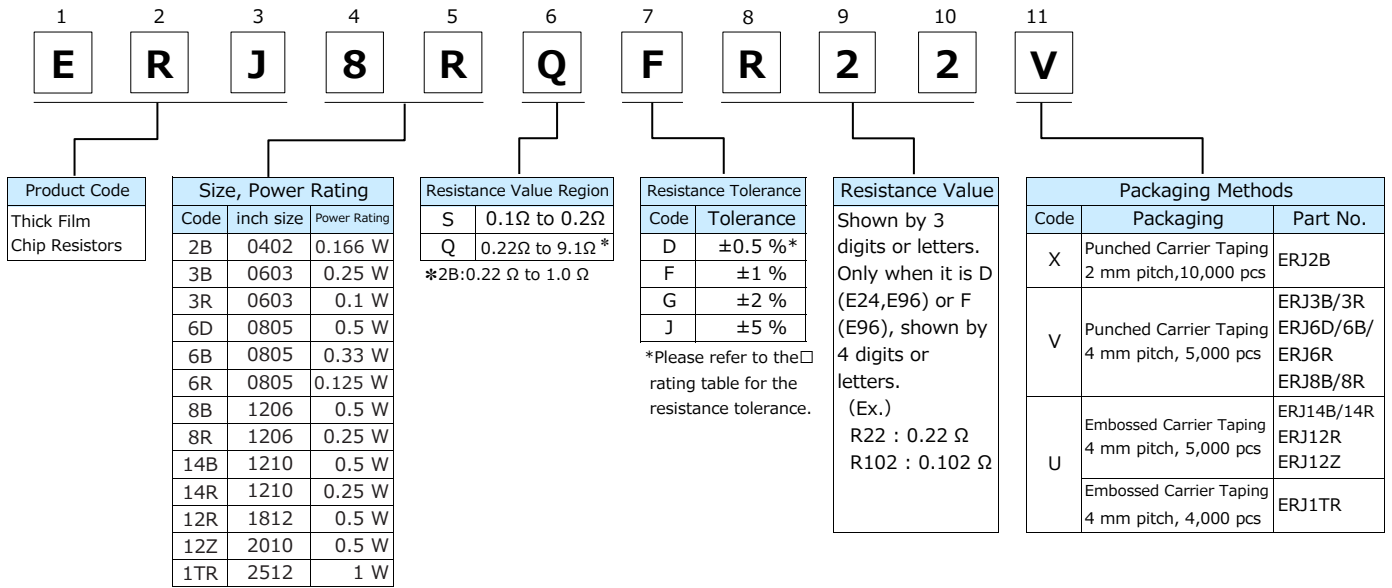 1 2 3 4 5 6 7 8 9 10 11
E R J 8 R Q F R 2 2 V
Product Code
Thick Film
Chip Resistors
Size, Power Rating
Code inch size Power Rating
2B 0402 0.166 W
3B 0603 0.25 W
3R 0603 0.1 W
6D 0805 0.5 W
6B 0805 0.33 W
6R 0805 0.125 W
8B 1206 0.5 W
8R 1206 0.25 W
14B 1210 0.5 W
14R 1210 0.25 W
12R 1812 0.5 W
12Z 2010 0.5 W
1TR 2512 1 W
Resistance Value Region
S 0.1Ω to 0.2Ω
Q 0.22Ω to 9.1Ω *
*2B:0.22 Ω to 1.0 Ω
Resistance Tolerance
Code Tolerance
D ±0.5 %*
F ±1 %
G ±2 %
J ±5 %
*Please refer to the□
rating table for the
resistance tolerance.
Resistance Value
Shown by 3
digits or letters.
Only when it is D
(E24,E96) or F
(E96), shown by
4 digits or
letters.
(Ex.)
R22 : 0.22 Ω
R102 : 0.102 Ω
Packaging Methods
Code Packaging Part No.
X Punched Carrier Taping
2 mm pitch,10,000 pcs ERJ2B
V Punched Carrier Taping
4 mm pitch, 5,000 pcs
ERJ3B/3R
ERJ6D/6B/
ERJ6R
ERJ8B/8R
U Embossed Carrier Taping
4 mm pitch, 5,000 pcs
ERJ14B/14R
ERJ12R
ERJ12Z
Embossed Carrier Taping
4 mm pitch, 4,000 pcs ERJ1TR